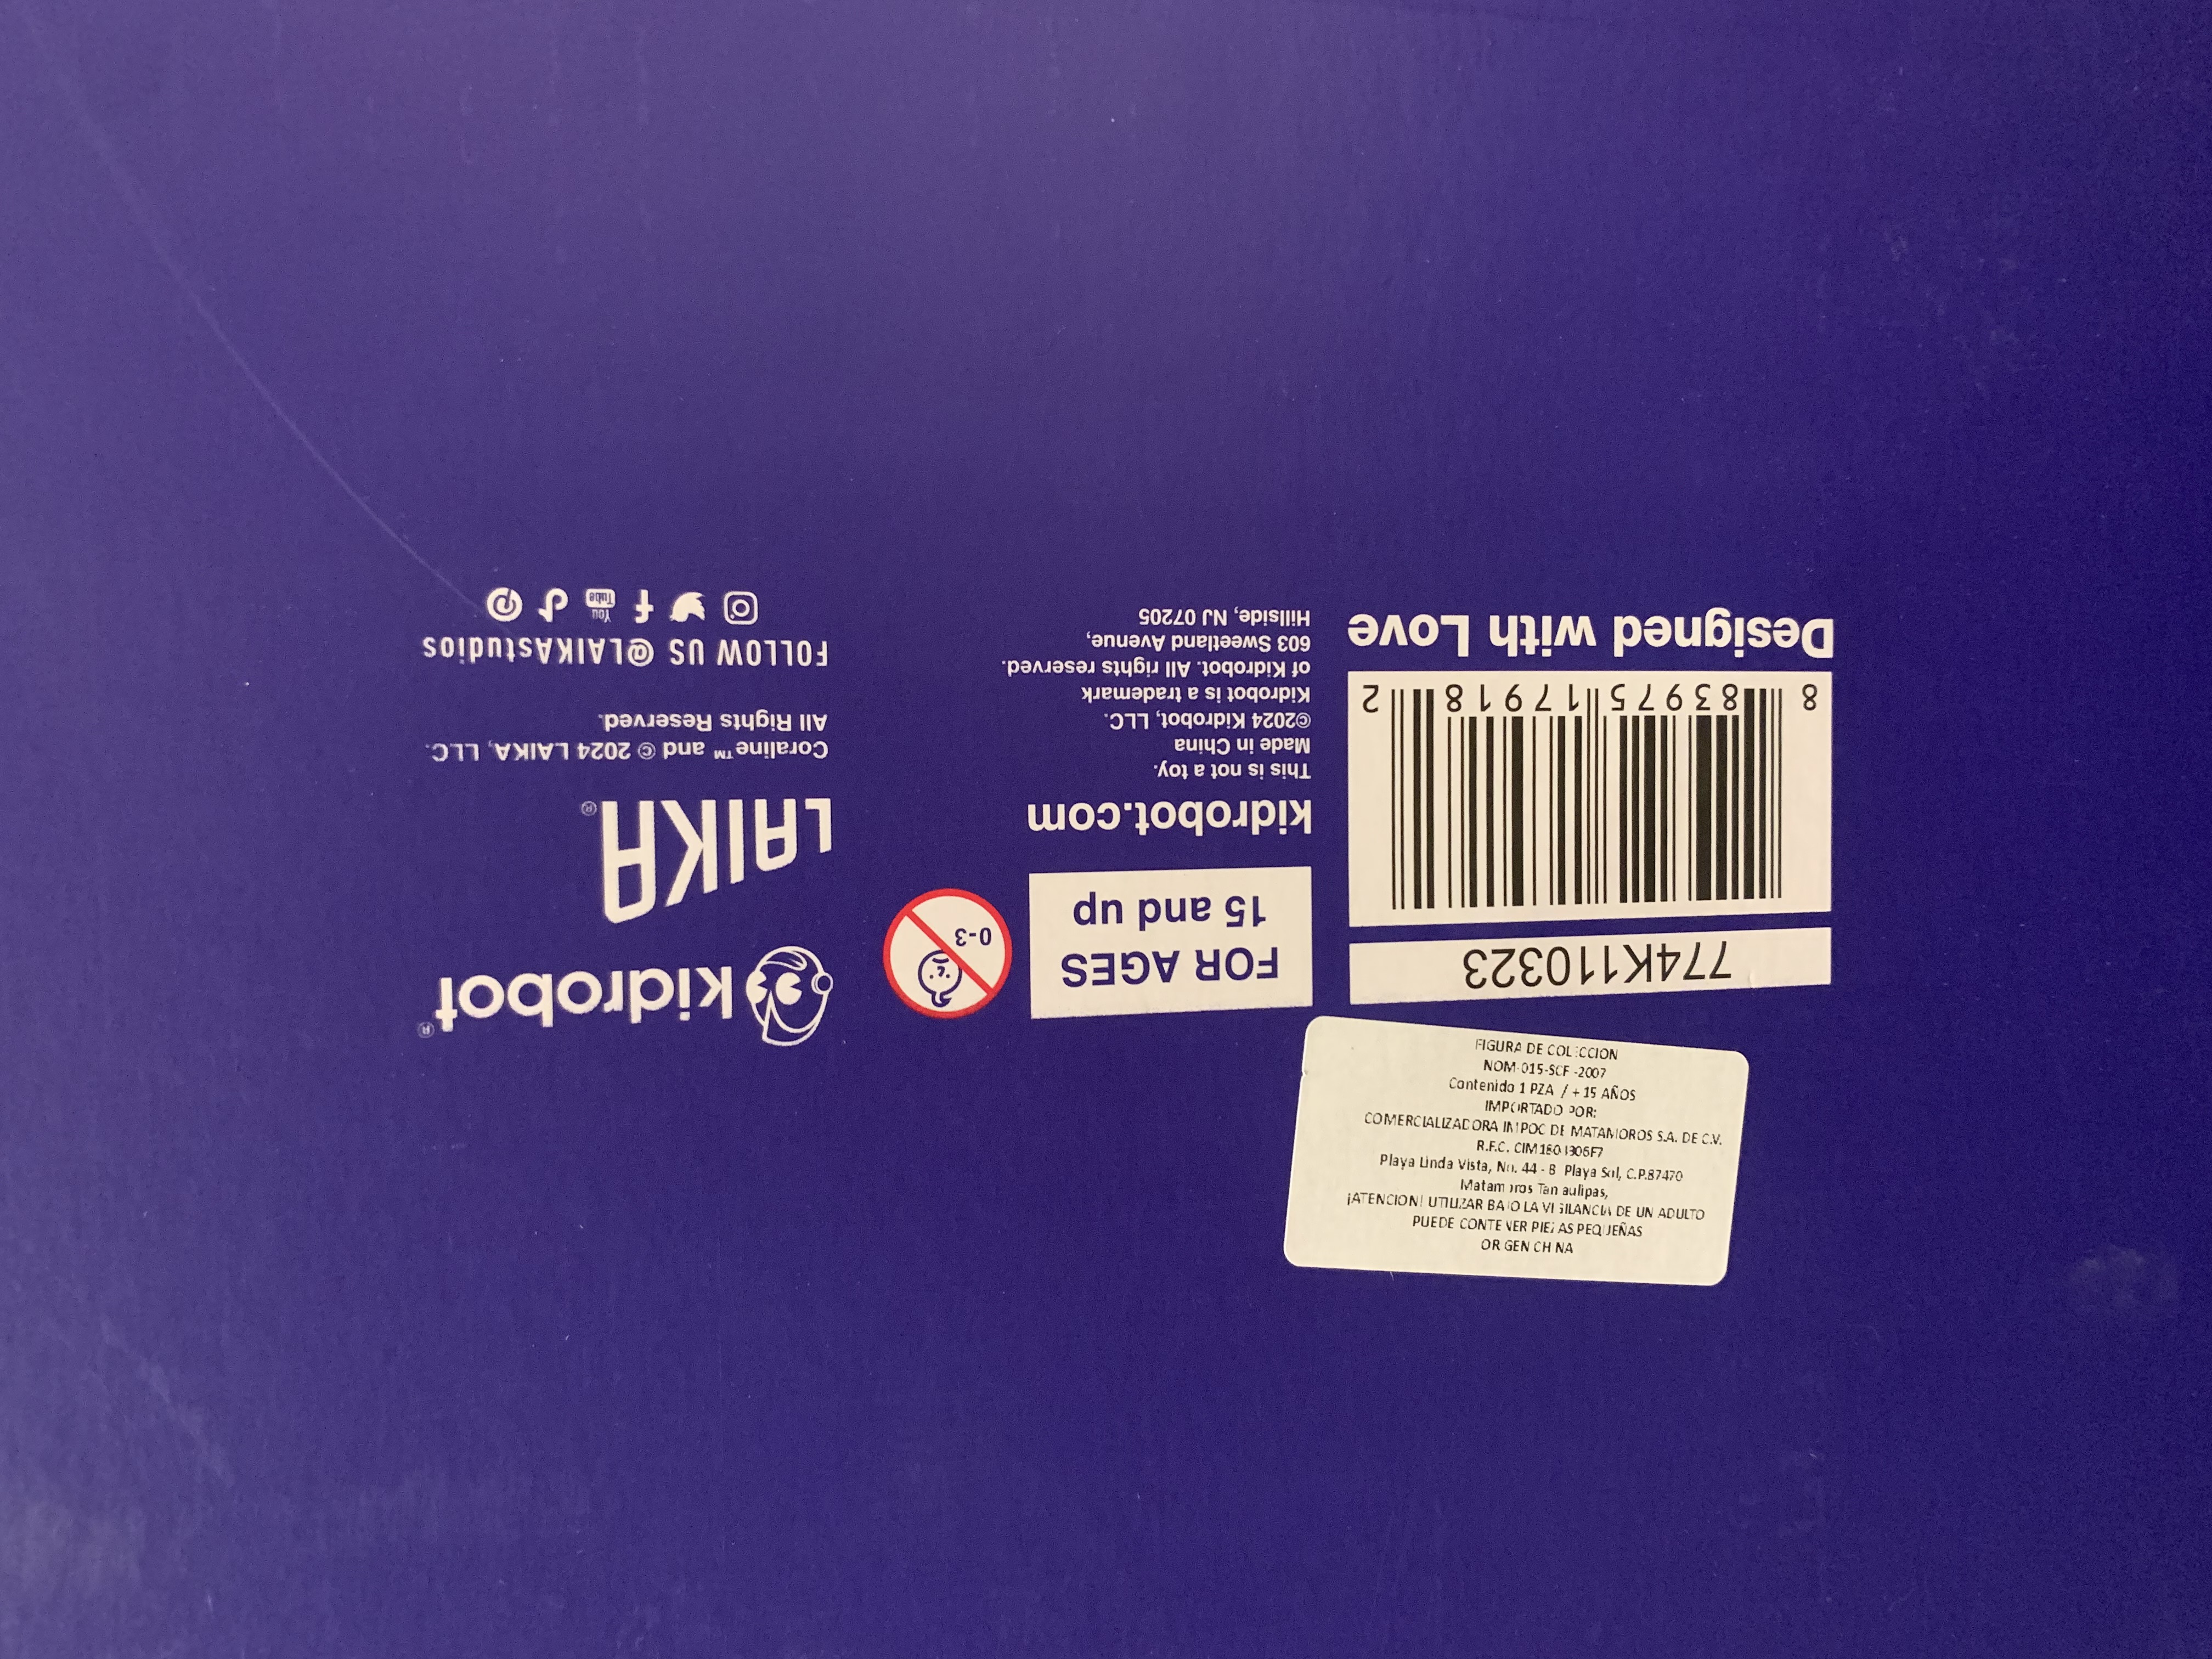 774K110323
8 83975 17918 2
Designed with Love
FOR AGES
15 and up
0-3
kidrobot.com
This is not a toy.
Made in China
©2024 Kidrobot, LLC.
Kidrobot is a trademark
of Kidrobot. All rights reserved.
603 Sweetland Avenue,
Hillside, NJ 07205
kidrobot®
LAIKA®
Coraline™ and © 2024 LAIKA, LLC.
All Rights Reserved.
FOLLOW US @LAIKAstudios
You Tube
FIGURA DE COLECCION
NOM-015-SCF-2007
Contenido 1 PZA / +15 AÑOS
IMPORTADO POR:
COMERCIALIZADORA IMPOC DE MATAMOROS S.A. DE C.V.
R.F.C.
Playa Linda Vista, No. 44 - B Playa Sol, C.P.87470
Matamoros Tamaulipas,
¡ATENCION! UTILIZAR BAJO LA VIGILANCIA DE UN ADULTO
PUEDE CONTENER PIEZAS PEQUEÑAS
ORIGEN CHINA